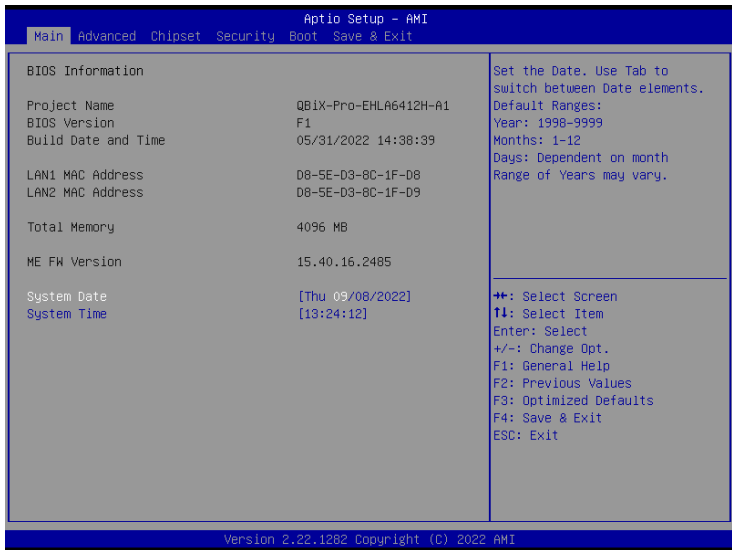 Aptio Setup – AMI
Main Advanced Chipset Security Boot Save & Exit
BIOS Information
Project Name QBiX-Pro-EHLA6412H-A1
BIOS Version F1
Build Date and Time 05/31/2022 14:38:39
LAN1 MAC Address D8-5E-D3-8C-1F-D8
LAN2 MAC Address D8-5E-D3-8C-1F-D9
Total Memory 4096 MB
ME FW Version 15.40.16.2485
System Date [Thu 09/08/2022]
System Time [13:24:12]
Set the Date. Use Tab to
switch between Date elements.
Default Ranges:
Year: 1998-9999
Months: 1-12
Days: Dependent on month
Range of Years may vary.
→←: Select Screen
↑↓: Select Item
Enter: Select
+/-: Change Opt.
F1: General Help
F2: Previous Values
F3: Optimized Defaults
F4: Save & Exit
ESC: Exit
Version 2.22.1282 Copyright (C) 2022 AMI